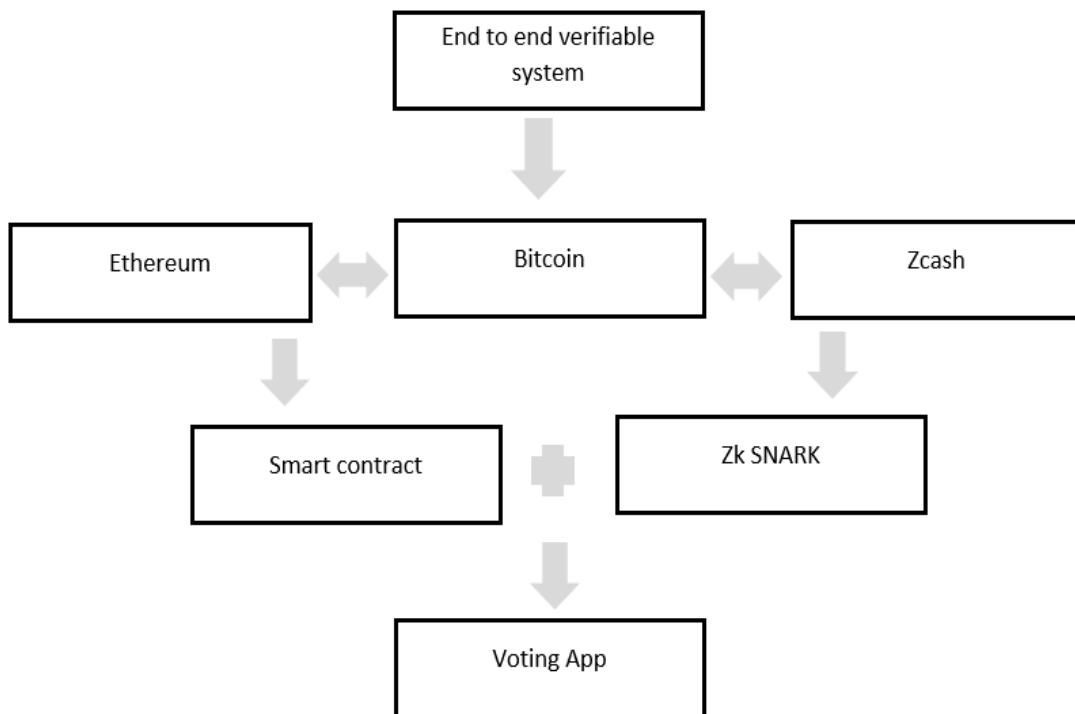 End to end verifiable
system
Ethereum
Bitcoin
Zcash
Smart contract
Zk SNARK
Voting App